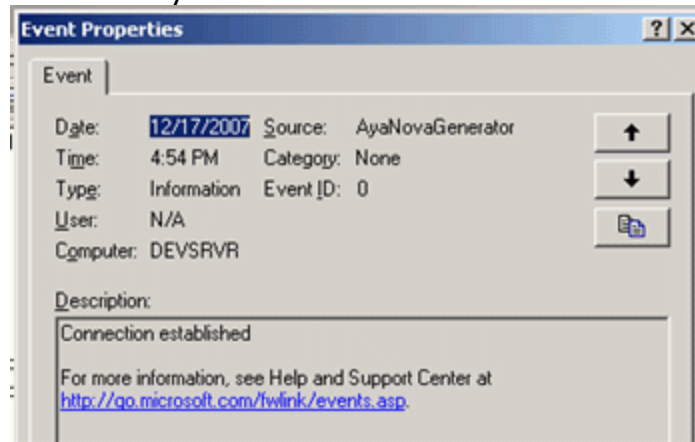 Event Properties
Event
Date: 12/17/2007 Source: AyaNovaGenerator
Time: 4:54 PM Category: None
Type: Information Event ID: 0
User: N/A
Computer: DEVSRVR
Description:
Connection established
For more information, see Help and Support Center at
http://go.microsoft.com/fwlink/events.asp.